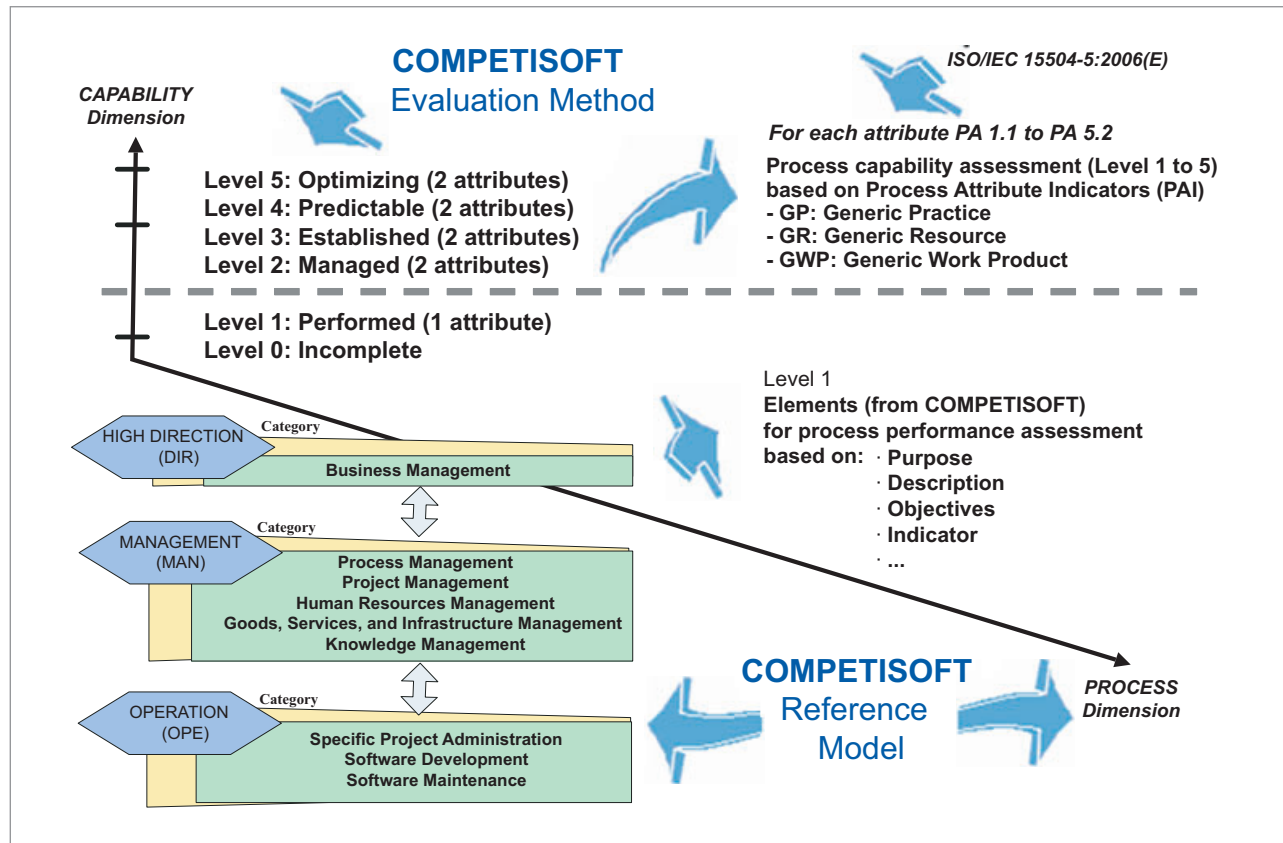 COMPETISOFT
Evaluation Method
ISO/IEC 15504-5:2006(E)
CAPABILITY
Dimension
For each attribute PA 1.1 to PA 5.2
Process capability assessment (Level 1 to 5)
based on Process Attribute Indicators (PAI)
- GP: Generic Practice
- GR: Generic Resource
- GWP: Generic Work Product
Level 5: Optimizing (2 attributes)
Level 4: Predictable (2 attributes)
Level 3: Established (2 attributes)
Level 2: Managed (2 attributes)
Level 1: Performed (1 attribute)
Level 0: Incomplete
Level 1
Elements (from COMPETISOFT)
for process performance assessment
based on:
· Purpose
· Description
· Objectives
· Indicator
· ...
HIGH DIRECTION
(DIR)
Category
Business Management
MANAGEMENT
(MAN)
Category
Process Management
Project Management
Human Resources Management
Goods, Services, and Infrastructure Management
Knowledge Management
OPERATION
(OPE)
Category
Specific Project Administration
Software Development
Software Maintenance
COMPETISOFT
Reference
Model
PROCESS
Dimension